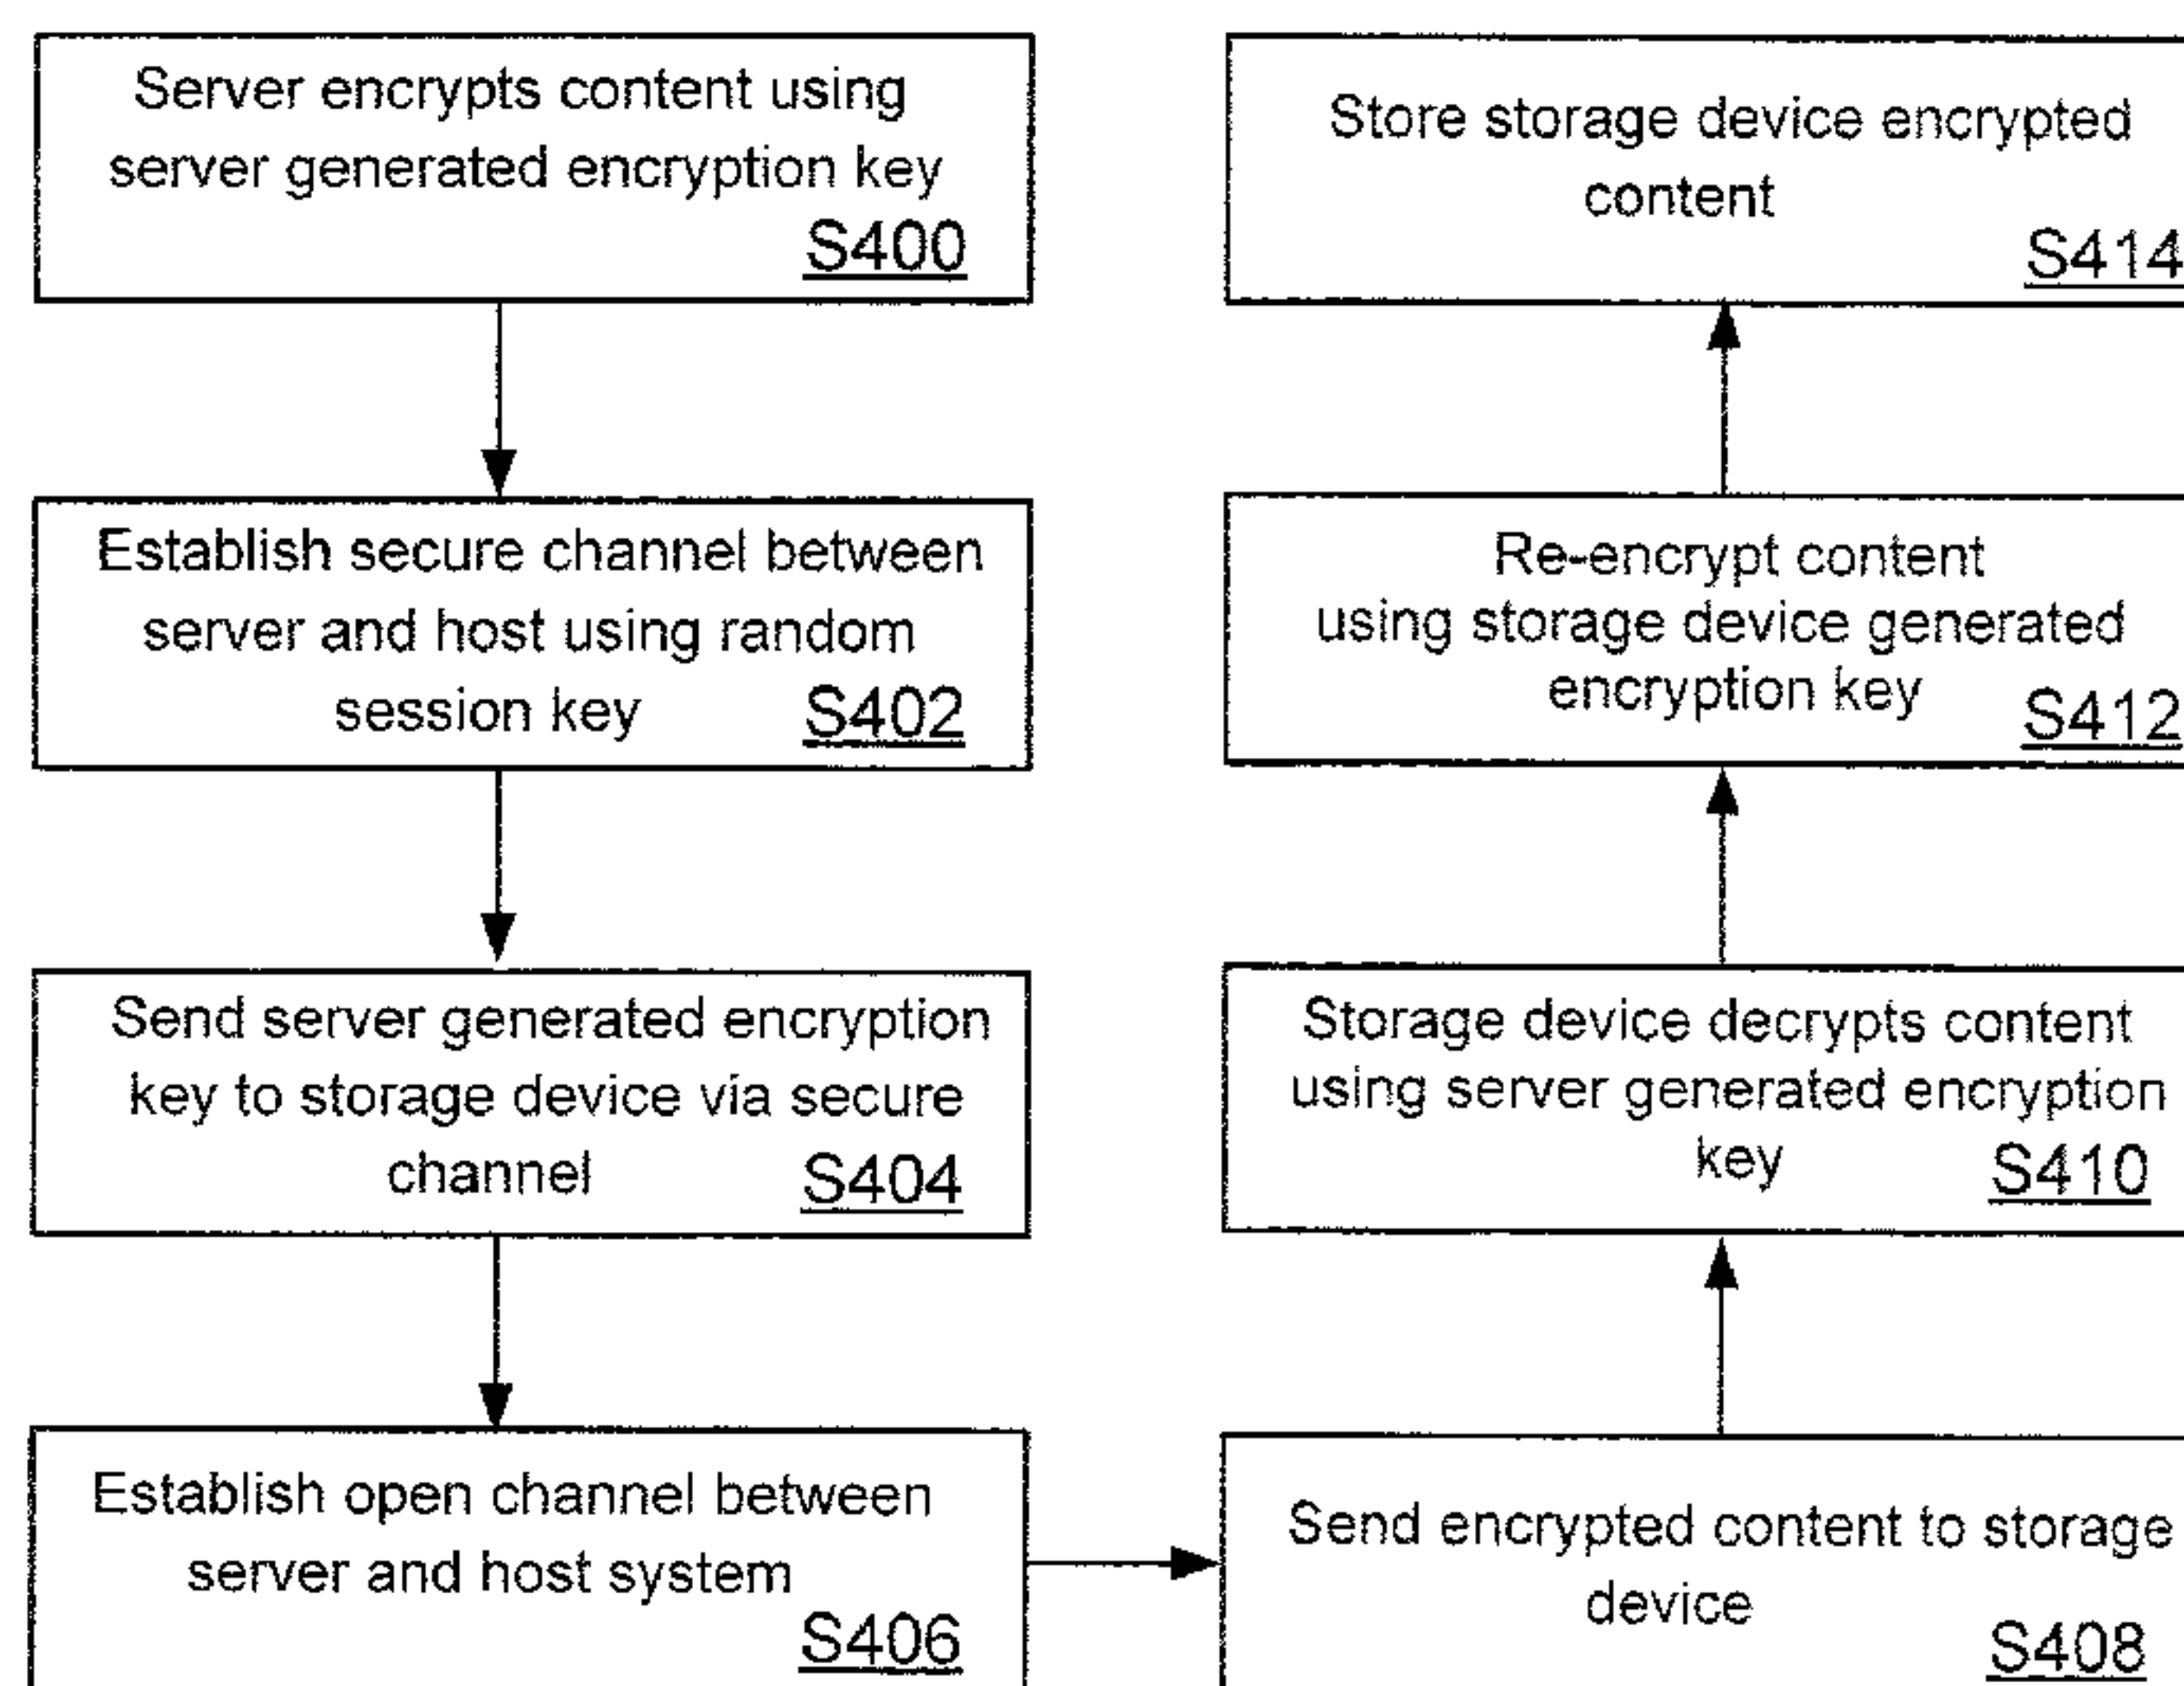 Server encrypts content using
server generated encryption key
S400
Establish secure channel between
server and host using random
session key S402
Send server generated encryption
key to storage device via secure
channel S404
Establish open channel between
server and host system
S406
Send encrypted content to storage
device
S408
Storage device decrypts content
using server generated encryption
key S410
Re-encrypt content
using storage device generated
encryption key S412
Store storage device encrypted
content
S414